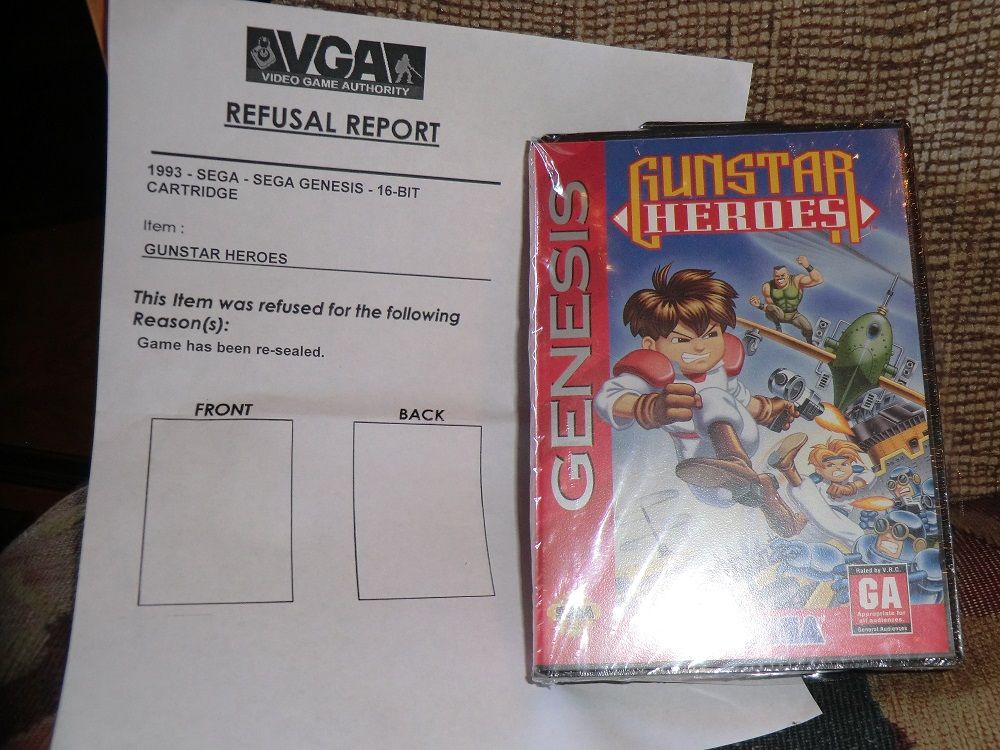 VGA
VIDEO GAME AUTHORITY
REFUSAL REPORT
1993 - SEGA - SEGA GENESIS - 16-BIT
CARTRIDGE
Item :
GUNSTAR HEROES
This Item was refused for the following
Reason(s):
Game has been re-sealed.
FRONT
BACK
GENESIS
GUNSTAR
HEROES
Rated by V.R.C.
GA
Appropriate for
all audiences.
General Audiences
SEGA